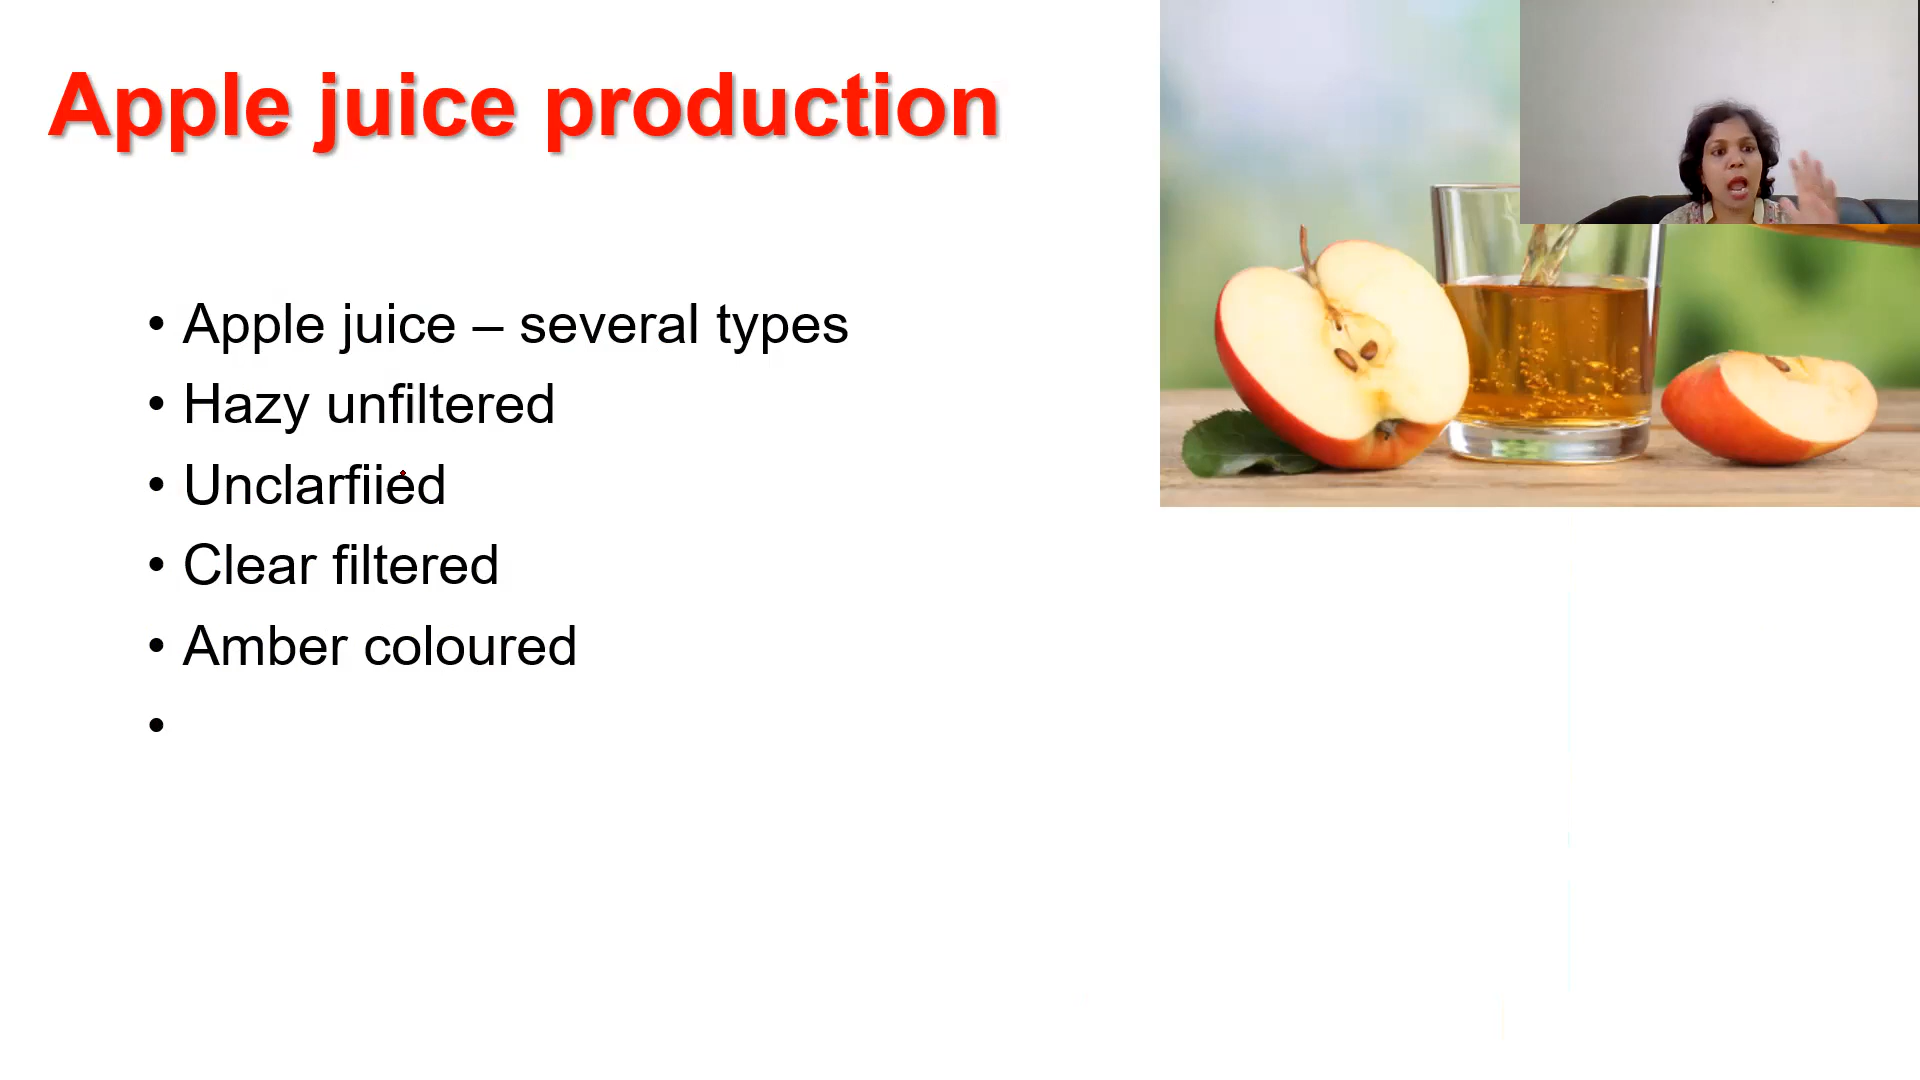 Apple juice production
• Apple juice – several types
• Hazy unfiltered
• Unclarfiied
• Clear filtered
• Amber coloured
•